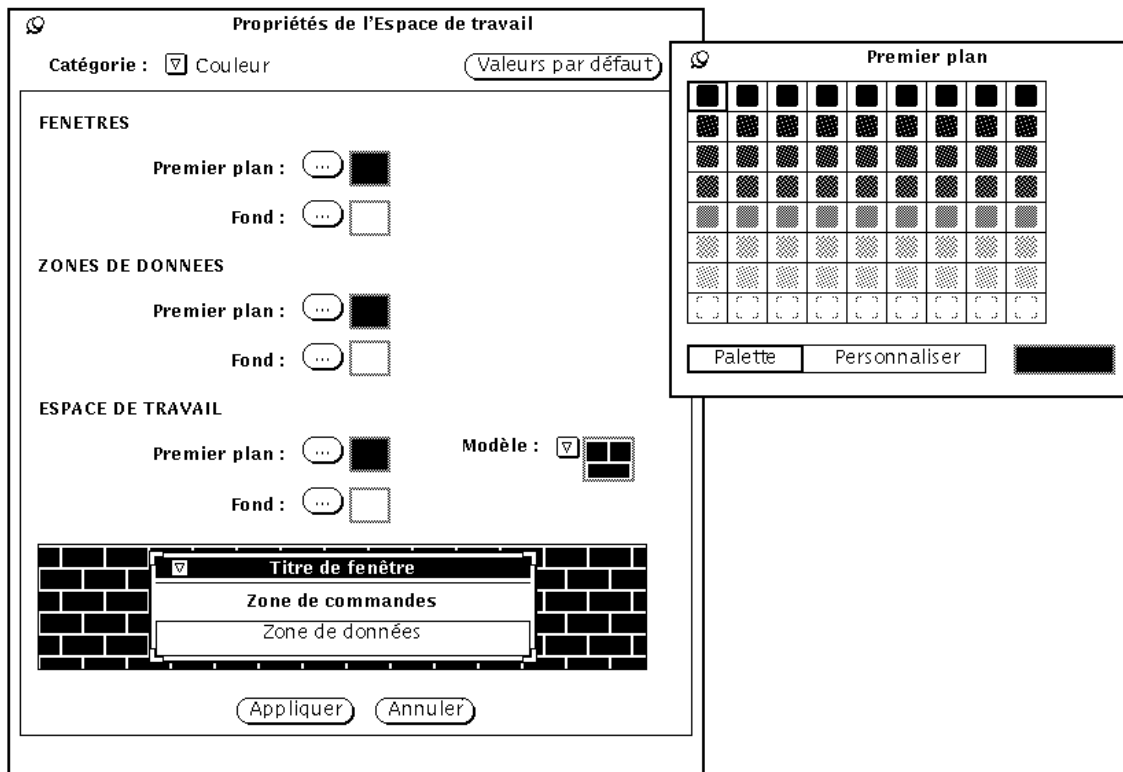 Propriétés de l'Espace de travail
Catégorie : Couleur
Valeurs par défaut
FENETRES
Premier plan : ...
Fond : ...
ZONES DE DONNEES
Premier plan : ...
Fond : ...
ESPACE DE TRAVAIL
Premier plan : ...
Modèle :
Fond : ...
Titre de fenêtre
Zone de commandes
Zone de données
Appliquer Annuler
Premier plan
Palette Personnaliser